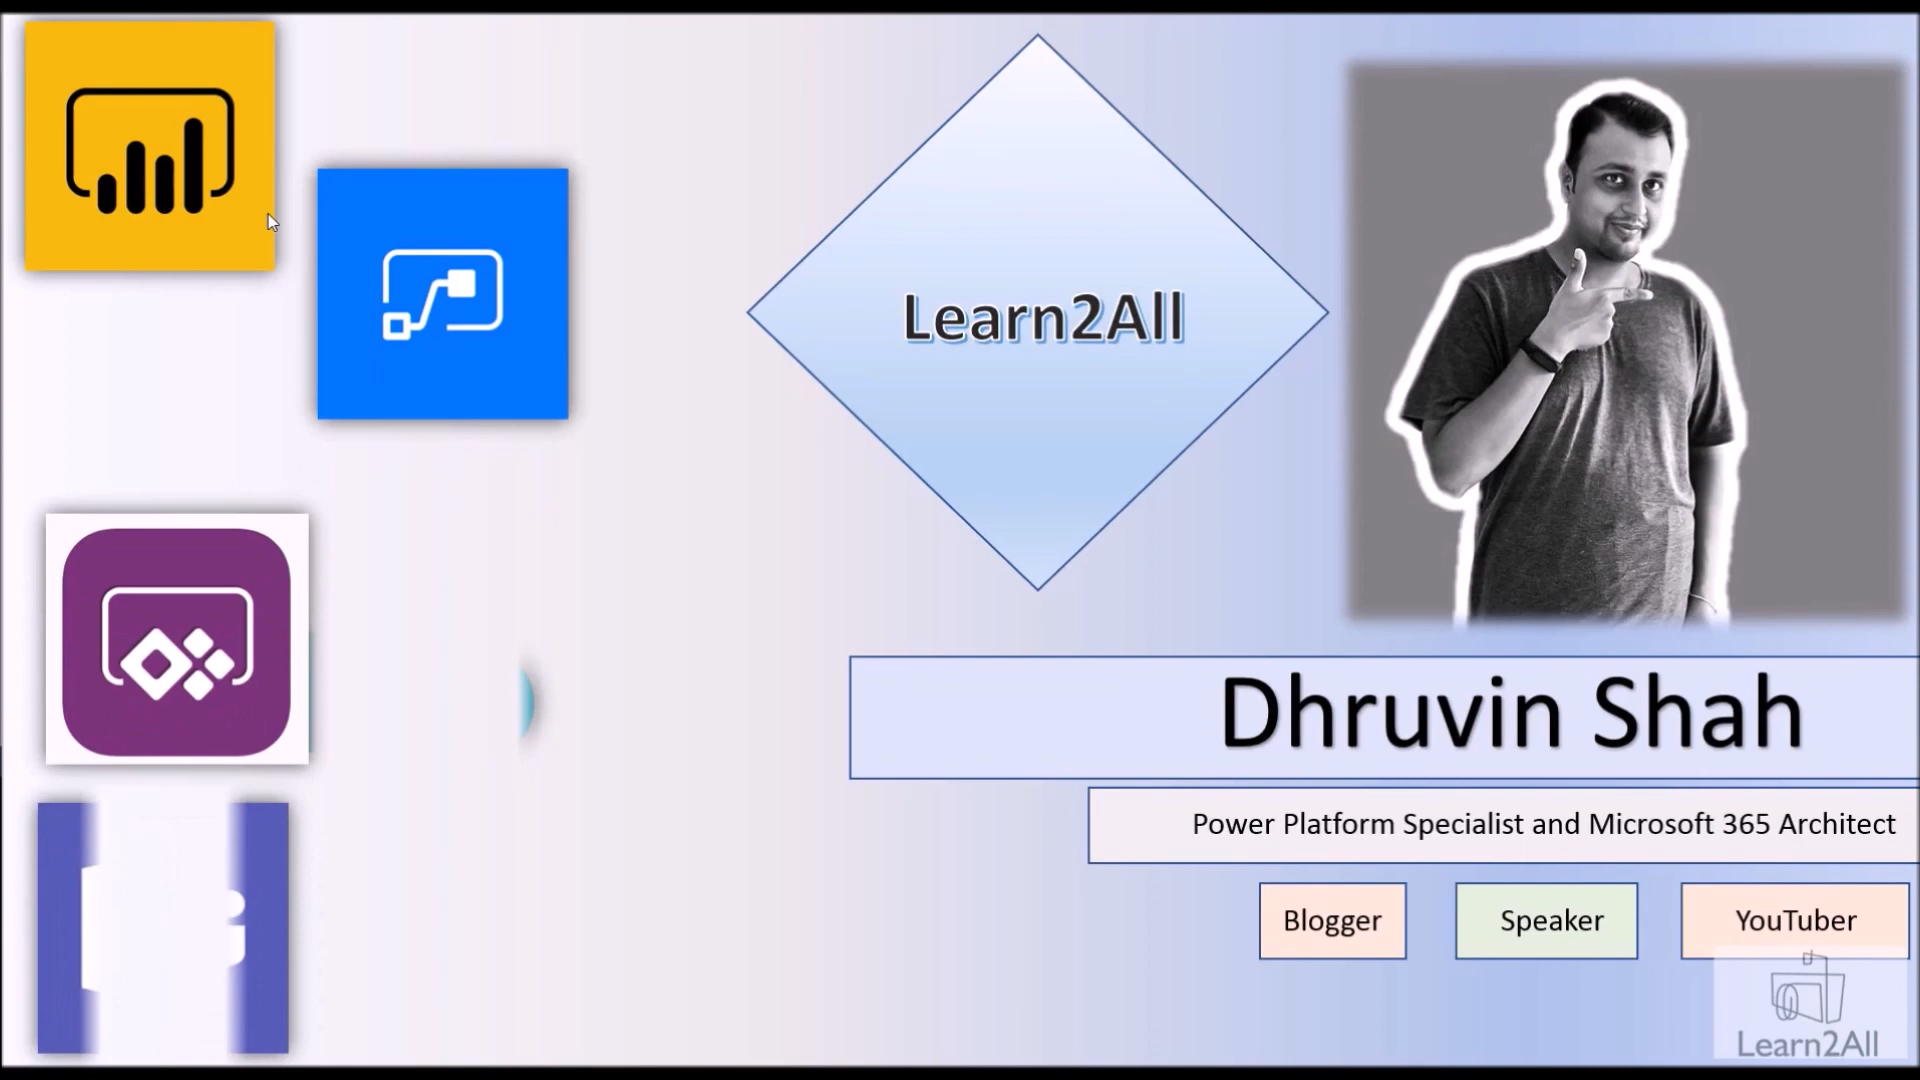 Learn2All
Dhruvin Shah
Power Platform Specialist and Microsoft 365 Architect
Blogger
Speaker
YouTuber
Learn2All